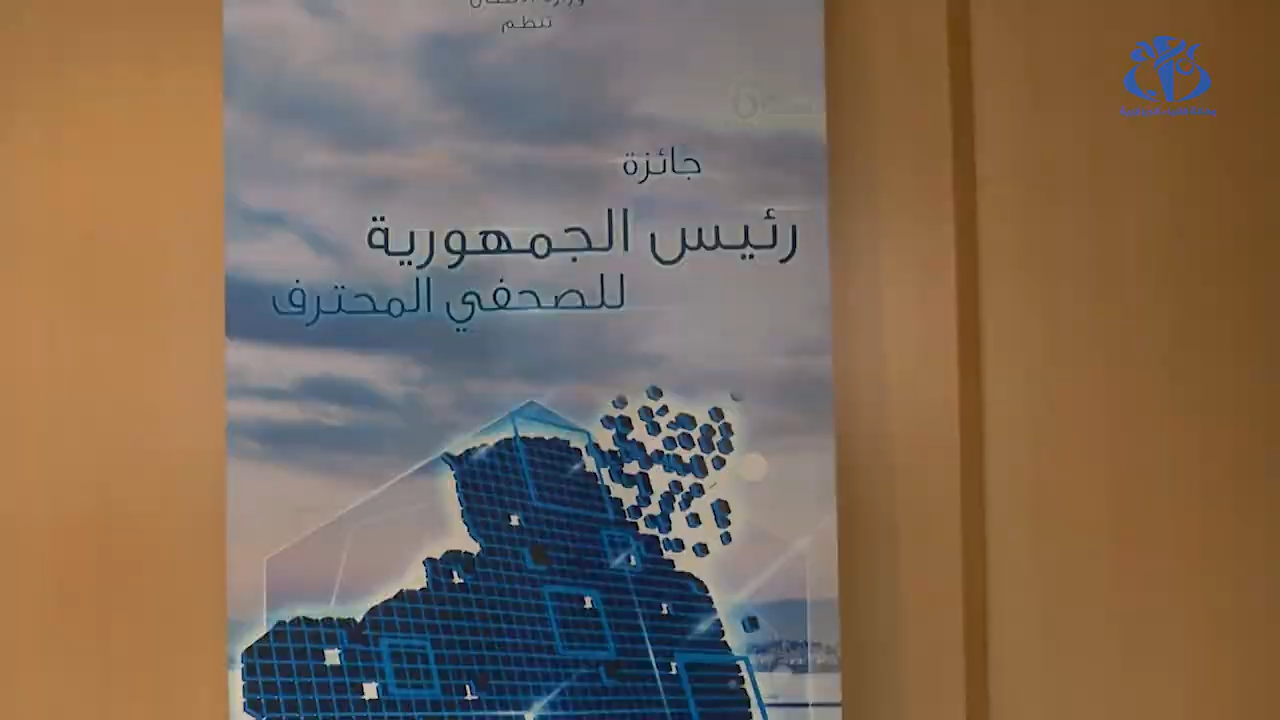 تنظم
جائزة
رئيس الجمهورية
للصحفي المحترف